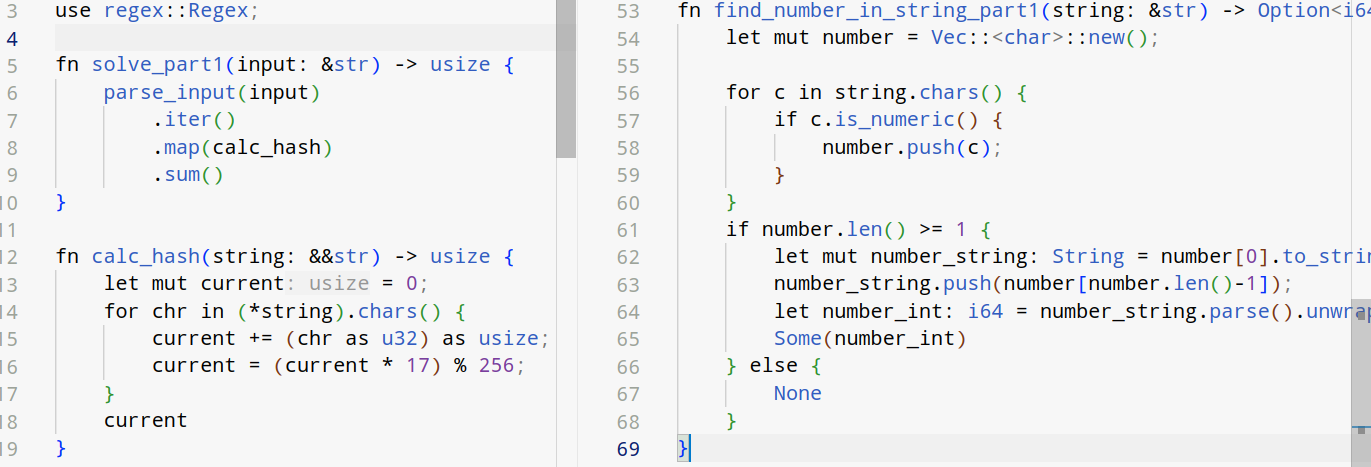 3 use regex::Regex;
4
5 fn solve_part1(input: &str) -> usize {
6 parse_input(input)
7 .iter()
8 .map(calc_hash)
9 .sum()
10 }
11
12 fn calc_hash(string: &&str) -> usize {
13 let mut current: usize = 0;
14 for chr in (*string).chars() {
15 current += (chr as u32) as usize;
16 current = (current * 17) % 256;
17 }
18 current
19 }
53 fn find_number_in_string_part1(string: &str) -> Option<i64
54 let mut number = Vec::<char>::new();
55
56 for c in string.chars() {
57 if c.is_numeric() {
58 number.push(c);
59 }
60 }
61 if number.len() >= 1 {
62 let mut number_string: String = number[0].to_strin
63 number_string.push(number[number.len()-1]);
64 let number_int: i64 = number_string.parse().unwrap
65 Some(number_int)
66 } else {
67 None
68 }
69 }